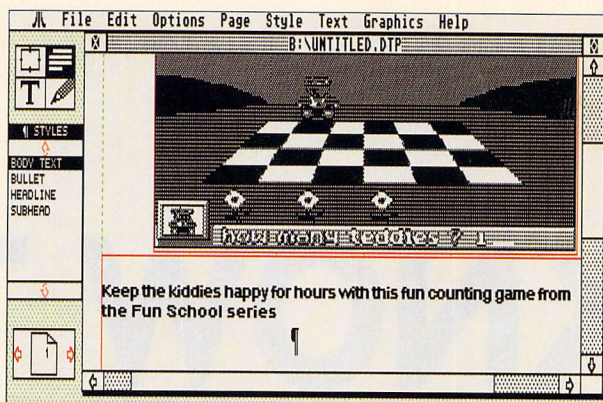 File Edit Options Page Style Text Graphics Help
B:\UNTITLED.DTP
T
¶ STYLES
BODY TEXT
BULLET
HEADLINE
SUBHEAD
how many teddies ? 1
Keep the kiddies happy for hours with this fun counting game from
the Fun School series
¶
1